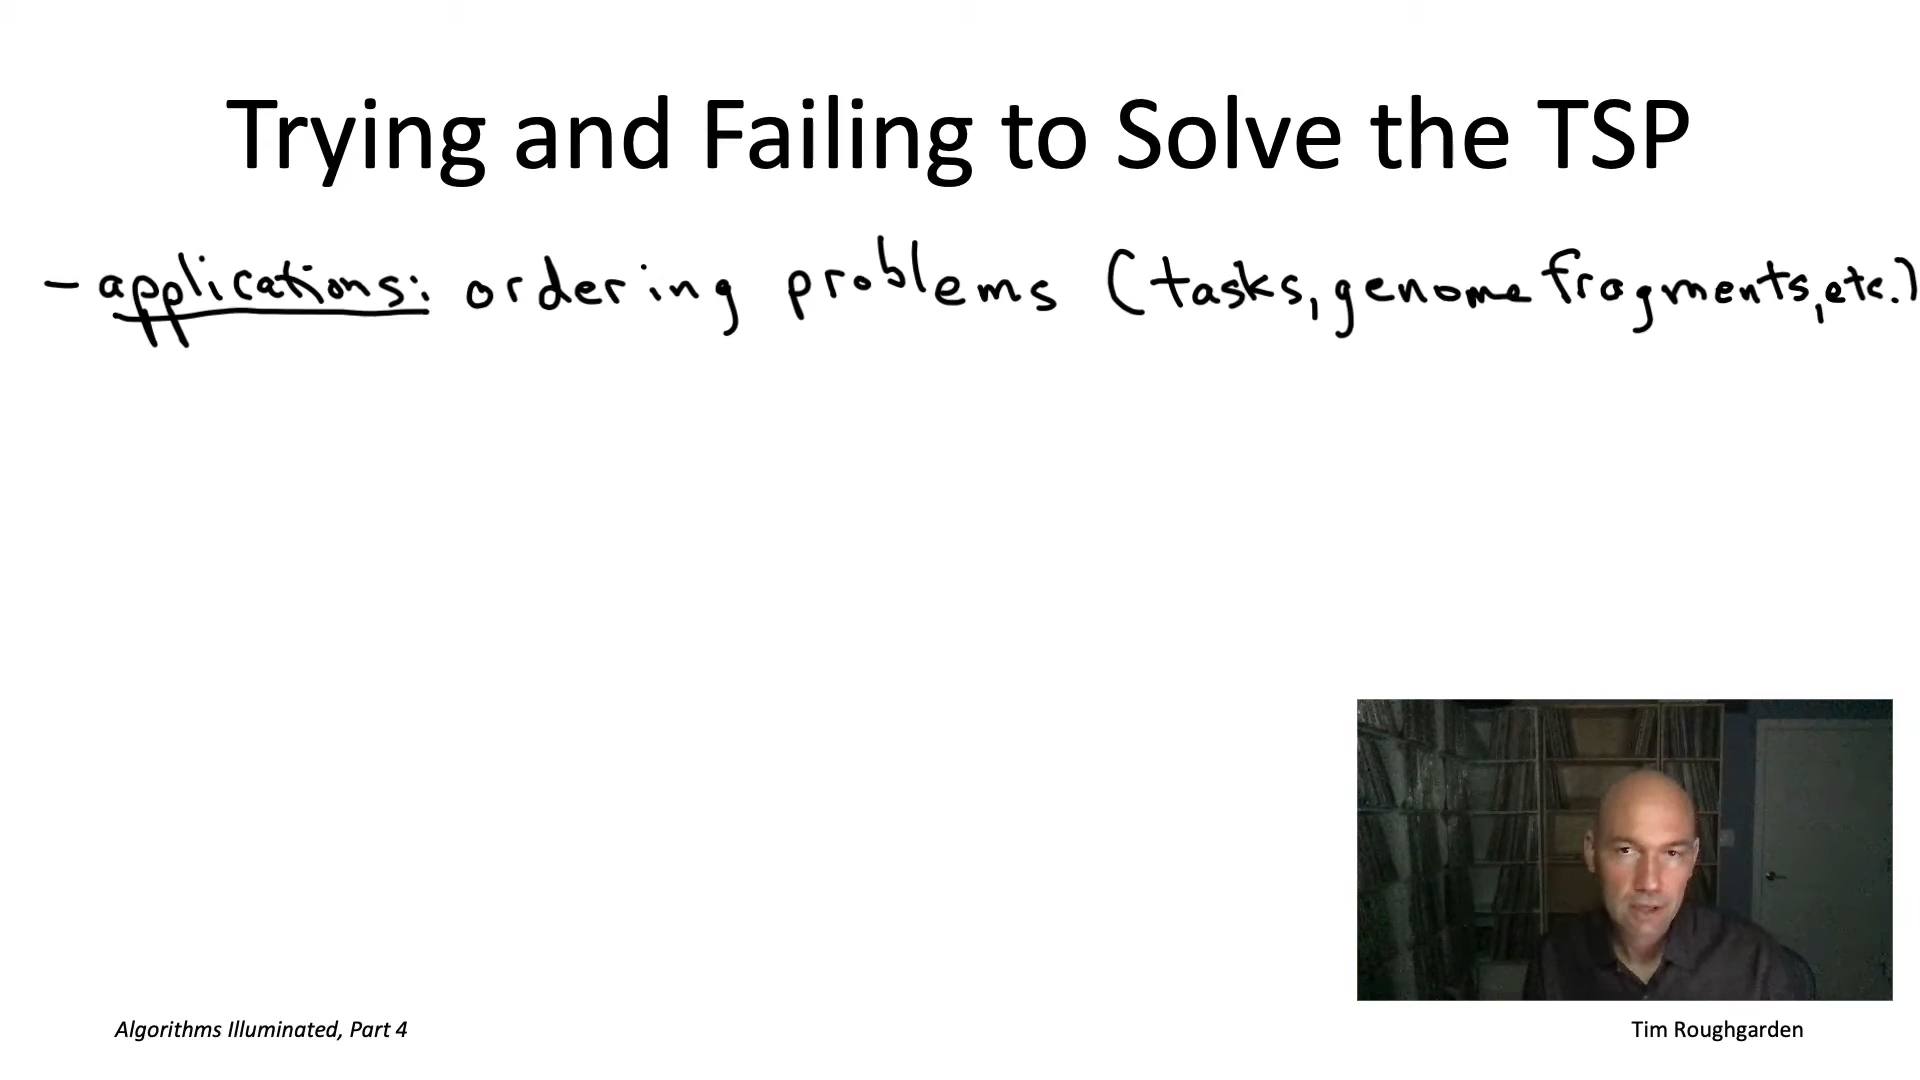 Trying and Failing to Solve the TSP
- applications: ordering problems (tasks, genome fragments, etc.)
Algorithms Illuminated, Part 4
Tim Roughgarden